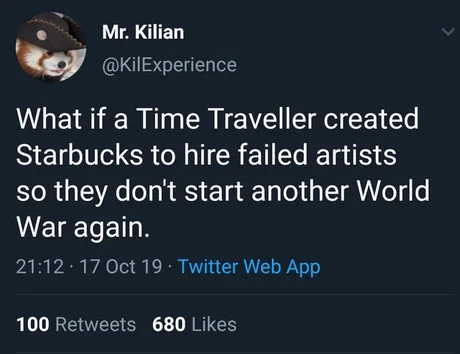 Mr. Kilian
@KilExperience
What if a Time Traveller created
Starbucks to hire failed artists
so they don't start another World
War again.
21:12 · 17 Oct 19 · Twitter Web App
100 Retweets 680 Likes